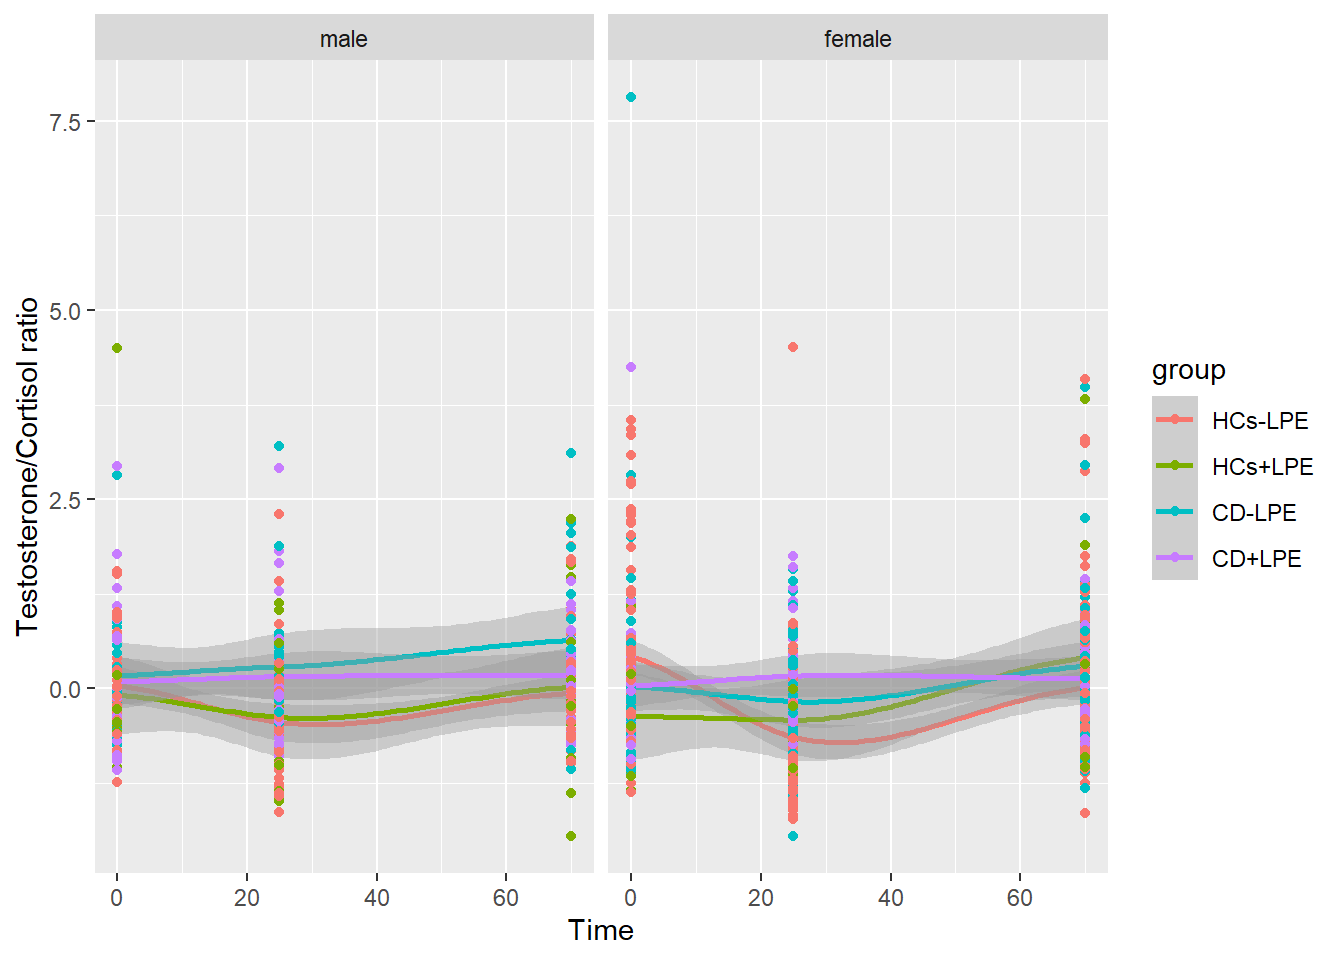 male
female
7.5
5.0
2.5
0.0
Testosterone/Cortisol ratio
0 20 40 60
0 20 40 60
Time
group
HCs-LPE
HCs+LPE
CD-LPE
CD+LPE